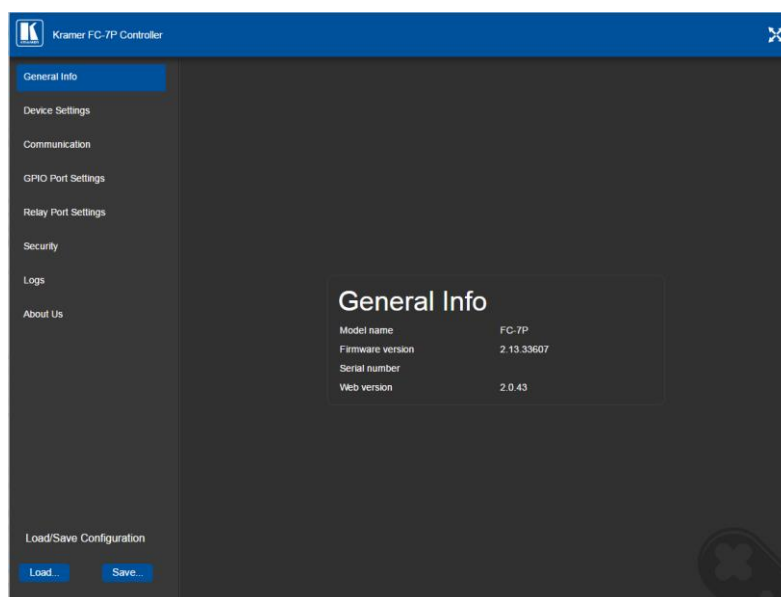 KRAMER
Kramer FC-7P Controller
General Info
Device Settings
Communication
GPIO Port Settings
Relay Port Settings
Security
Logs
About Us
General Info
Model name FC-7P
Firmware version 2.13.33607
Serial number
Web version 2.0.43
Load/Save Configuration
Load... Save...